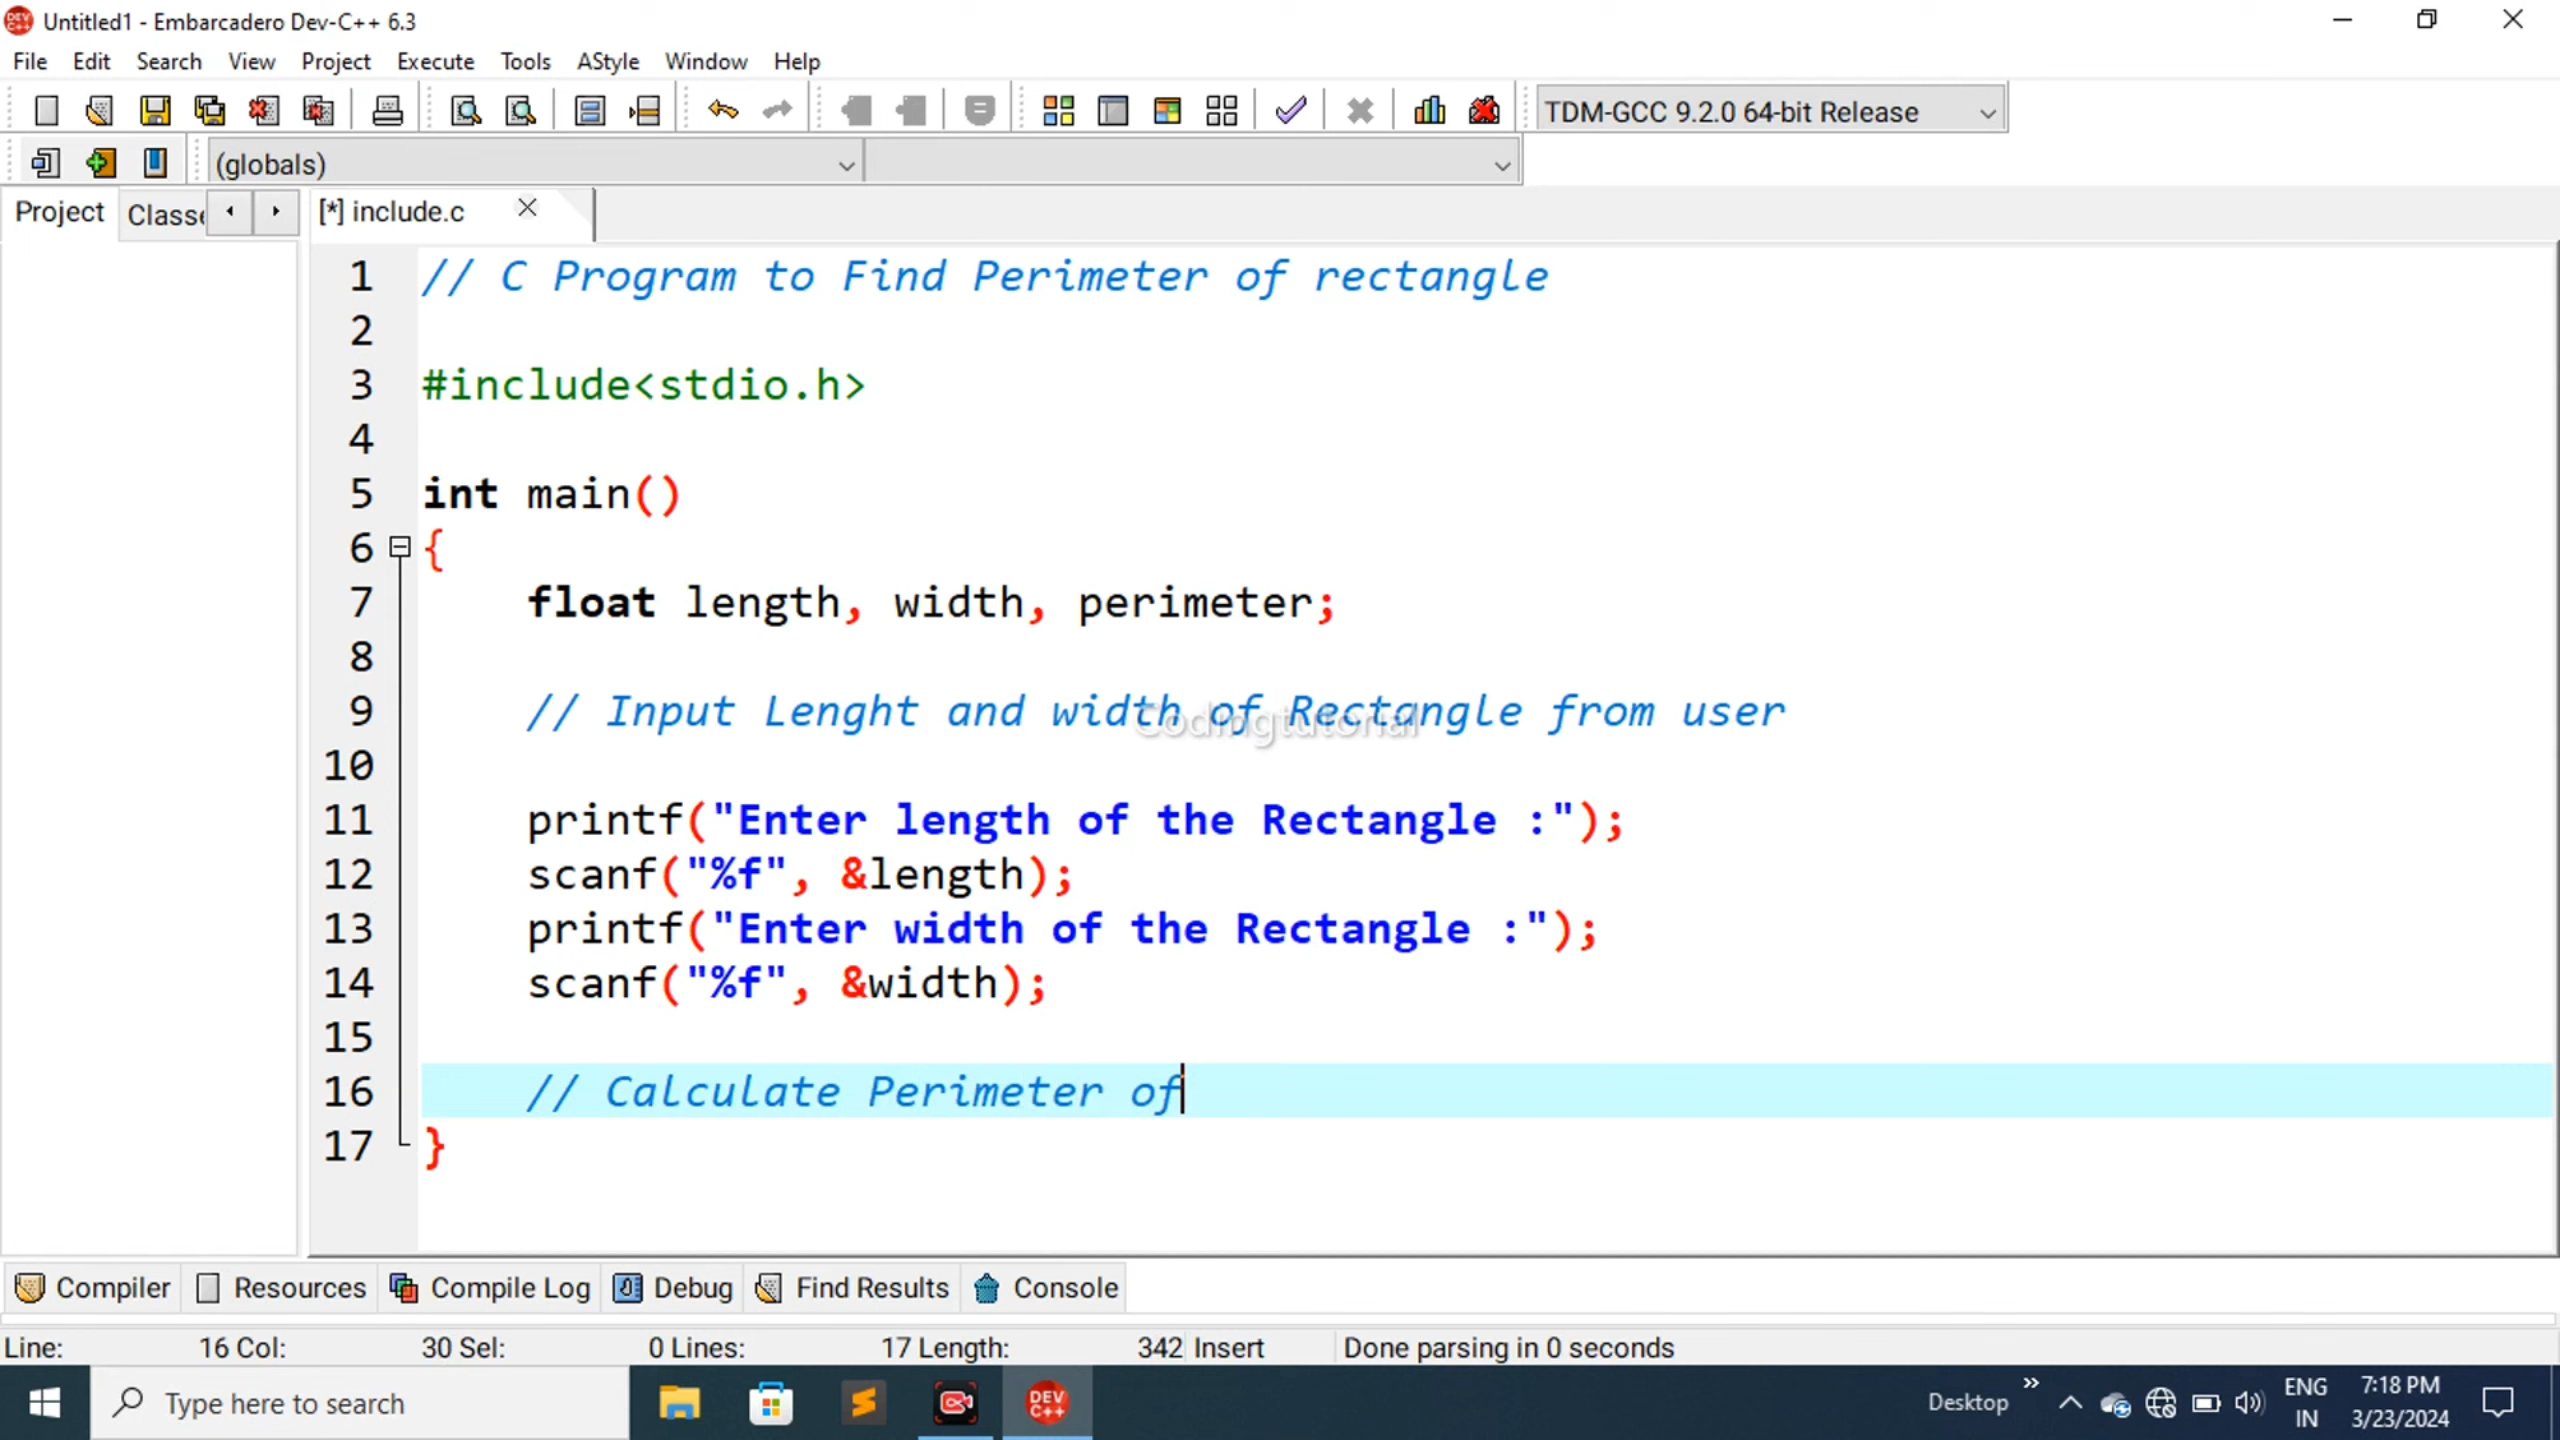 Untitled1 - Embarcadero Dev-C++ 6.3
File Edit Search View Project Execute Tools AStyle Window Help
TDM-GCC 9.2.0 64-bit Release
(globals)
Project Classe [*] include.c
1 // C Program to Find Perimeter of rectangle
2
3 #include<stdio.h>
4
5 int main()
6 {
7 float length, width, perimeter;
8
9 // Input Lenght and width of Rectangle from user
Codingtutorial
10
11 printf("Enter length of the Rectangle :");
12 scanf("%f", &length);
13 printf("Enter width of the Rectangle :");
14 scanf("%f", &width);
15
16 // Calculate Perimeter of
17 }
Compiler Resources Compile Log Debug Find Results Console
Line: 16 Col: 30 Sel: 0 Lines: 17 Length: 342 Insert Done parsing in 0 seconds
Type here to search DEV C++ Desktop ENG 7:18 PM
IN 3/23/2024